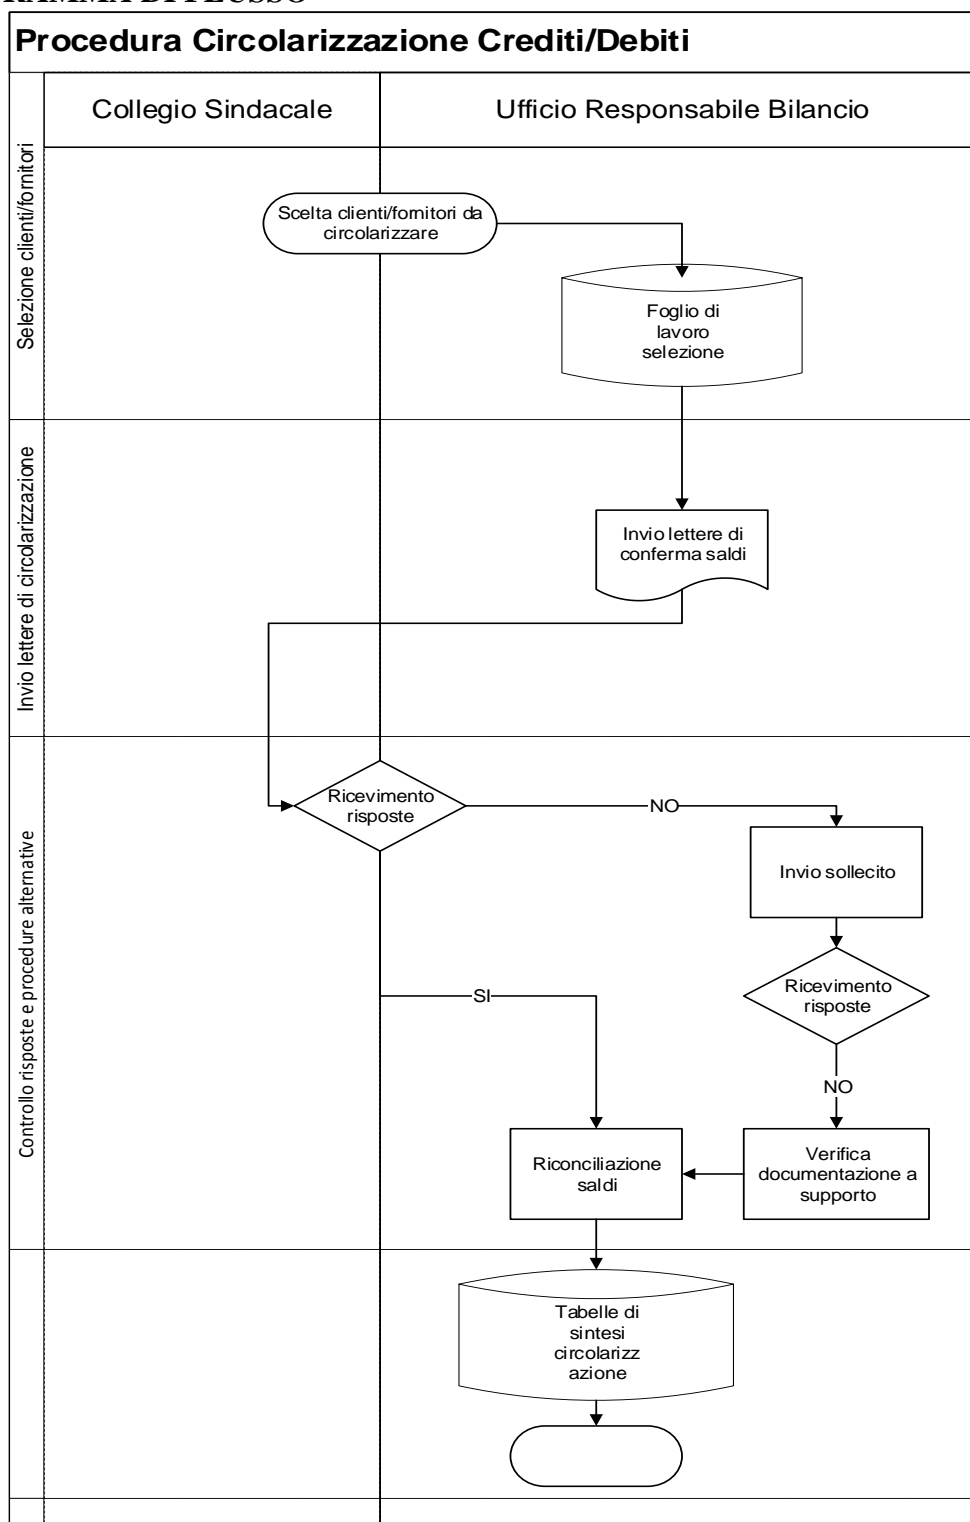 Procedura Circolarizzazione Crediti/Debiti
Collegio Sindacale
Ufficio Responsabile Bilancio
Selezione clienti/fornitori
Scelta clienti/fornitori da
circolarizzare
Foglio di
lavoro
selezione
Invio lettere di circolarizzazione
Invio lettere di
conferma saldi
Controllo risposte e procedure alternative
Ricevimento
risposte
NO
Invio sollecito
Ricevimento
risposte
SI
NO
Riconciliazione
saldi
Verifica
documentazione a
supporto
Tabelle di
sintesi
circolarizz
azione